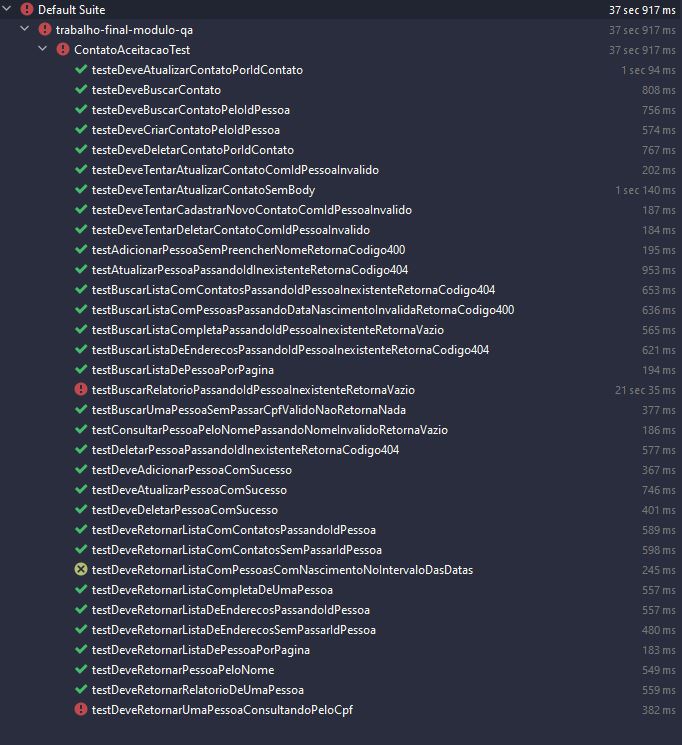 Default Suite 37 sec 917 ms
trabalho-final-modulo-qa 37 sec 917 ms
ContatoAceitacaoTest 37 sec 917 ms
testeDeveAtualizarContatoPorIdContato 1 sec 94 ms
testeDeveBuscarContato 808 ms
testeDeveBuscarContatoPeloIdPessoa 756 ms
testeDeveCriarContatoPeloIdPessoa 574 ms
testeDeveDeletarContatoPorIdContato 767 ms
testeDeveTentarAtualizarContatoComIdPessoaInvalido 202 ms
testeDeveTentarAtualizarContatoSemBody 1 sec 140 ms
testeDeveTentarCadastrarNovoContatoComIdPessoaInvalido 187 ms
testeDeveTentarDeletarContatoComIdPessoaInvalido 184 ms
testAdicionarPessoaSemPreencherNomeRetornaCodigo400 195 ms
testAtualizarPessoaPassandoIdInexistenteRetornaCodigo404 953 ms
testBuscarListaComContatosPassandoIdPessoaInexistenteRetornaCodigo404 653 ms
testBuscarListaComPessoasPassandoDataNascimentoInvalidaRetornaCodigo400 636 ms
testBuscarListaCompletaPassandoIdPessoaInexistenteRetornaVazio 565 ms
testBuscarListaDeEnderecosPassandoIdPessoaInexistenteRetornaCodigo404 621 ms
testBuscarListaDePessoaPorPagina 194 ms
testBuscarRelatorioPassandoIdPessoaInexistenteRetornaVazio 21 sec 35 ms
testBuscarUmaPessoaSemPassarCpfValidoNaoRetornaNada 377 ms
testConsultarPessoaPeloNomePassandoNomeInvalidoRetornaVazio 186 ms
testDeletarPessoaPassandoIdInexistenteRetornaCodigo404 577 ms
testDeveAdicionarPessoaComSucesso 367 ms
testDeveAtualizarPessoaComSucesso 746 ms
testDeveDeletarPessoaComSucesso 401 ms
testDeveRetornarListaComContatosPassandoIdPessoa 589 ms
testDeveRetornarListaComContatosSemPassarIdPessoa 598 ms
testDeveRetornarListaComPessoasComNascimentoNoIntervaloDasDatas 245 ms
testDeveRetornarListaCompletaDeUmaPessoa 557 ms
testDeveRetornarListaDeEnderecosPassandoIdPessoa 557 ms
testDeveRetornarListaDeEnderecosSemPassarIdPessoa 480 ms
testDeveRetornarListaDePessoaPorPagina 183 ms
testDeveRetornarPessoaPeloNome 549 ms
testDeveRetornarRelatorioDeUmaPessoa 559 ms
testDeveRetornarUmaPessoaConsultandoPeloCpf 382 ms